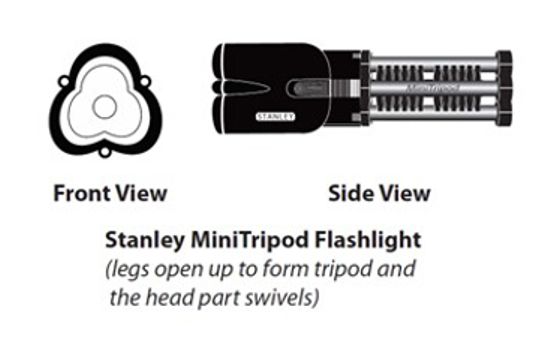 STANLEY
MiniTripod
Front View
Side View
Stanley MiniTripod Flashlight
(legs open up to form tripod and
the head part swivels)